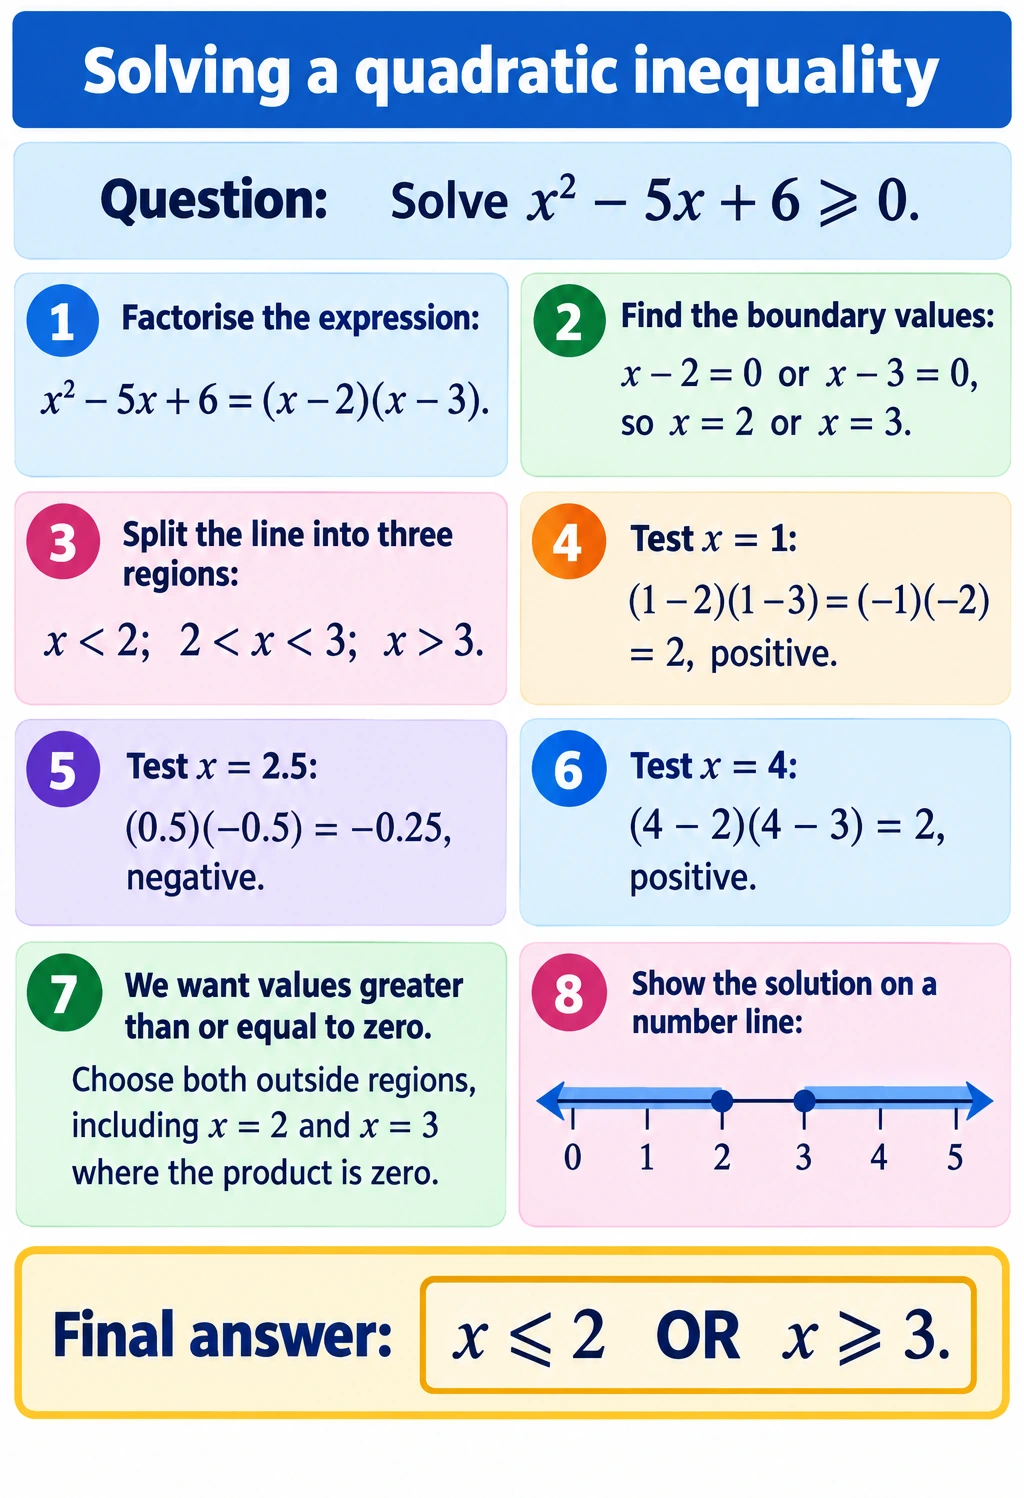 Solving a quadratic inequality
Question: Solve x² − 5x + 6 ⩾ 0.
1 Factorise the expression:
x² − 5x + 6 = (x − 2)(x − 3).
2 Find the boundary values:
x − 2 = 0 or x − 3 = 0,
so x = 2 or x = 3.
3 Split the line into three
regions:
x < 2; 2 < x < 3; x > 3.
4 Test x = 1:
(1 − 2)(1 − 3) = (−1)(−2)
= 2, positive.
5 Test x = 2.5:
(0.5)(−0.5) = −0.25,
negative.
6 Test x = 4:
(4 − 2)(4 − 3) = 2,
positive.
7 We want values greater
than or equal to zero.
Choose both outside regions,
including x = 2 and x = 3
where the product is zero.
8 Show the solution on a
number line:
0 1 2 3 4 5
Final answer: x ⩽ 2 OR x ⩾ 3.